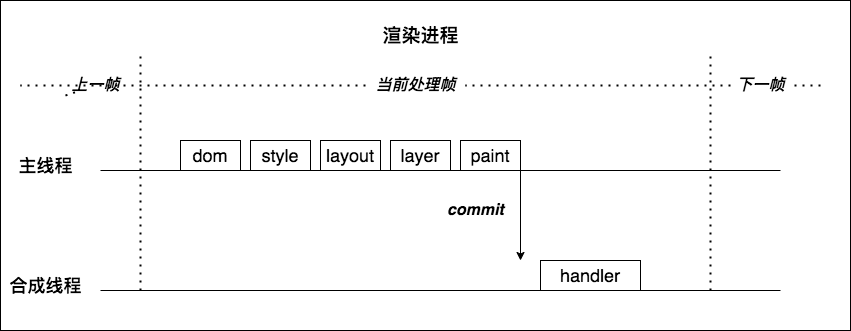 渲染进程
上一帧 当前处理帧 下一帧
主线程 dom style layout layer paint
commit
合成线程 handler